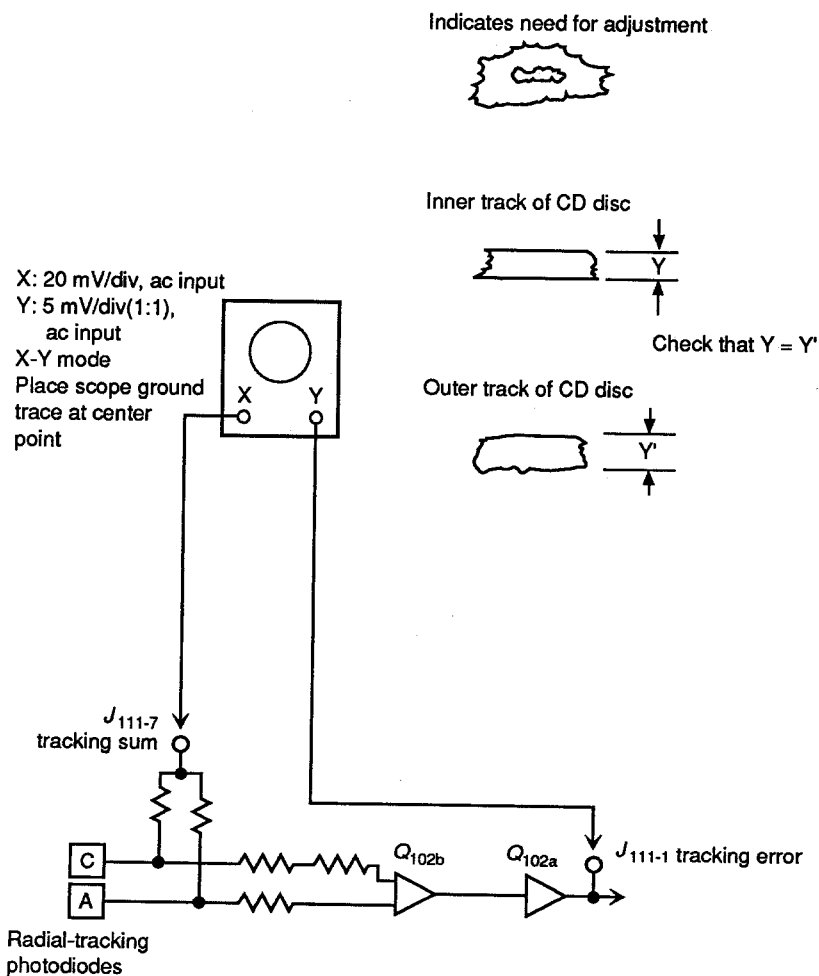 Indicates need for adjustment
Inner track of CD disc
Y
Check that Y = Y'
Outer track of CD disc
Y'
X: 20 mV/div, ac input
Y: 5 mV/div(1:1),
ac input
X-Y mode
Place scope ground
trace at center
point
X Y
J111-7
tracking sum
C
A
Q102b
Q102a
J111-1 tracking error
Radial-tracking
photodiodes